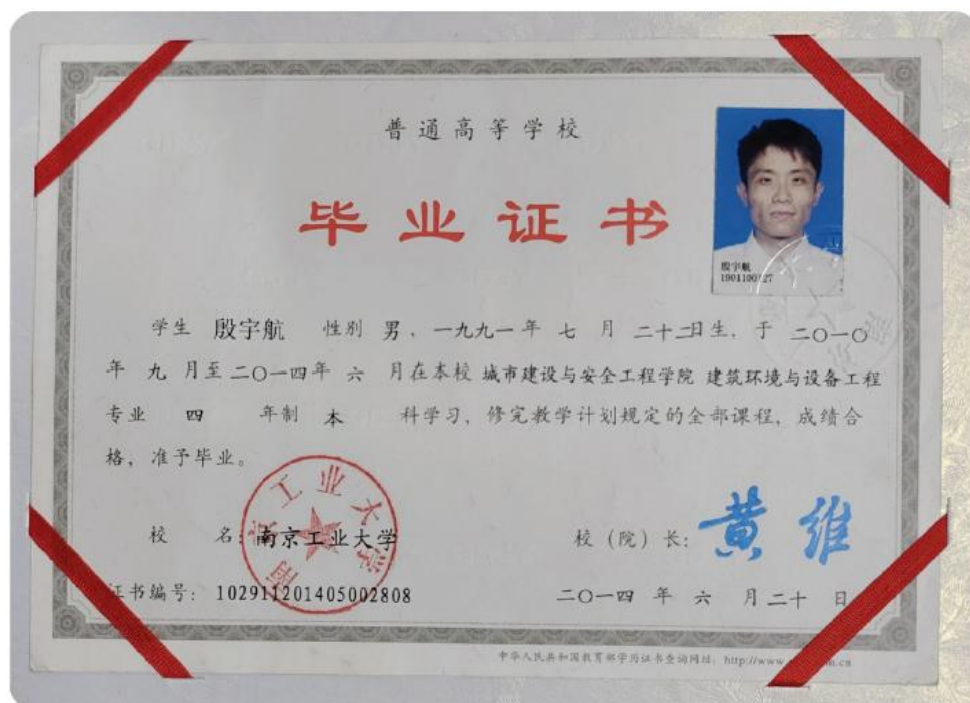 普通高等学校
毕业证书
殷宇航
学生 殷宇航 性别 男，一九九一年 七 月 二十二日生，于 二〇一〇
年 九 月至二〇一四年 六 月在本校 城市建设与安全工程学院 建筑环境与设备工程
专业 四 年制 本 科学习，修完教学计划规定的全部课程，成绩合
格，准予毕业。
校 名：南京工业大学
校（院）长：黄维
证书编号：102911201405002808
二〇一四 年 六 月二十 日
中华人民共和国教育部学历证书查询网址：http://www